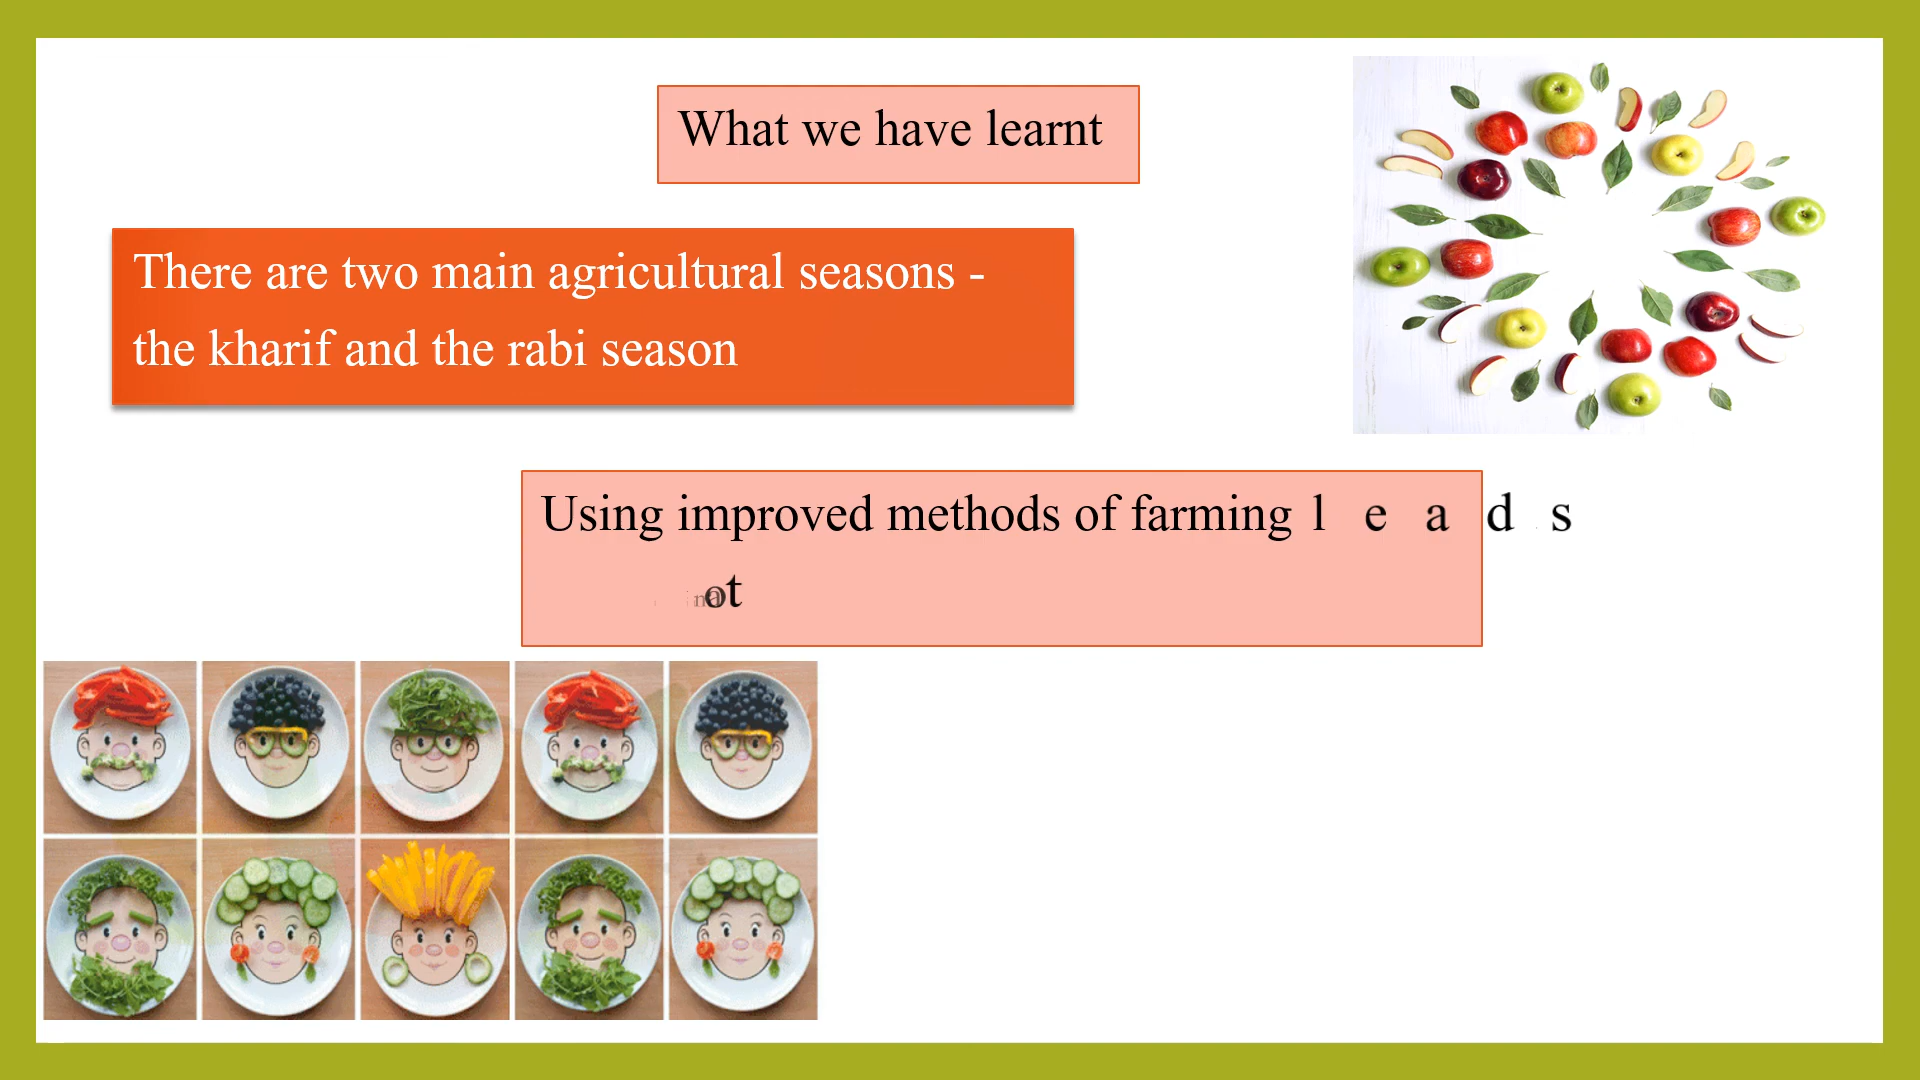 What we have learnt
There are two main agricultural seasons -
the kharif and the rabi season
Using improved methods of farming leads